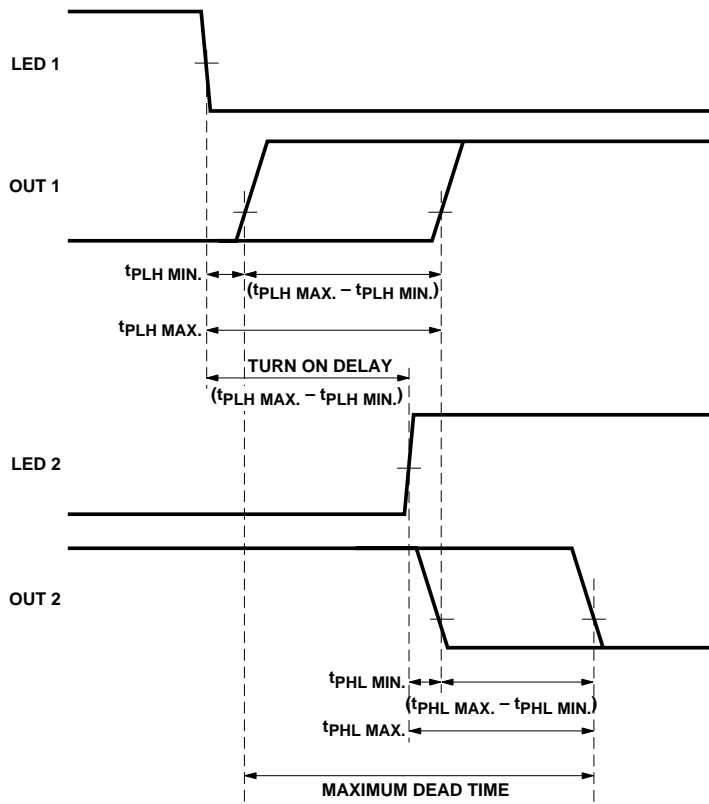 LED 1
OUT 1
tPLH MIN.
(tPLH MAX. – tPLH MIN.)
tPLH MAX.
TURN ON DELAY
(tPLH MAX. – tPLH MIN.)
LED 2
OUT 2
tPHL MIN.
(tPHL MAX. – tPHL MIN.)
tPHL MAX.
MAXIMUM DEAD TIME